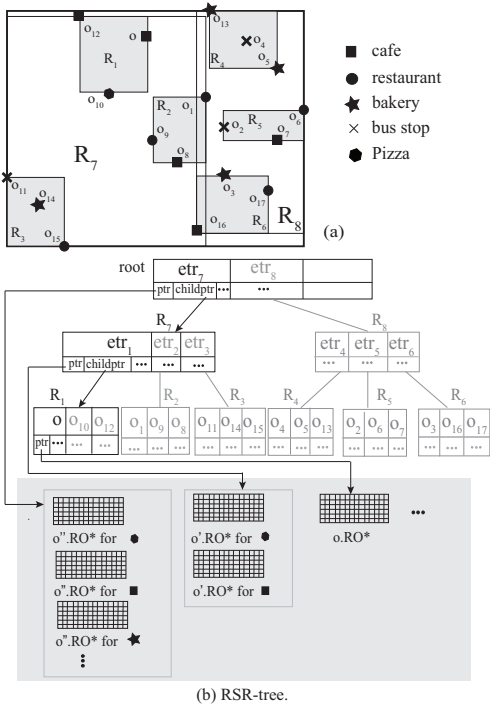 o₁₂
o
R₁
o₁₀
o₁₃
o₄
R₄
o₅
cafe
restaurant
bakery
bus stop
Pizza
R₂
o₁
o₉
o₈
o₂
R₅
o₆
o₇
R₇
o₁₁
o₁₄
R₃
o₁₅
o₃
o₁₇
o₁₆
R₆
R₈
(a)
root
etr₇
etr₈
ptr childptr ••• •••
R₇
R₈
etr₁ etr₂ etr₃
ptr childptr ••• ••• •••
etr₄ etr₅ etr₆
••• ••• •••
R₁ R₂ R₃ R₄ R₅ R₆
o o₁₀ o₁₂
ptr ••• •••
o₁ o₉ o₈
••• ••• •••
o₁₁ o₁₄ o₁₅
••• ••• •••
o₄ o₅ o₁₃
••• ••• •••
o₂ o₆ o₇
••• ••• •••
o₃ o₁₆ o₁₇
••• ••• •••
o''.RO* for
o''.RO* for
o''.RO* for
o'.RO* for
o'.RO* for
o.RO*
•••
(b) RSR-tree.